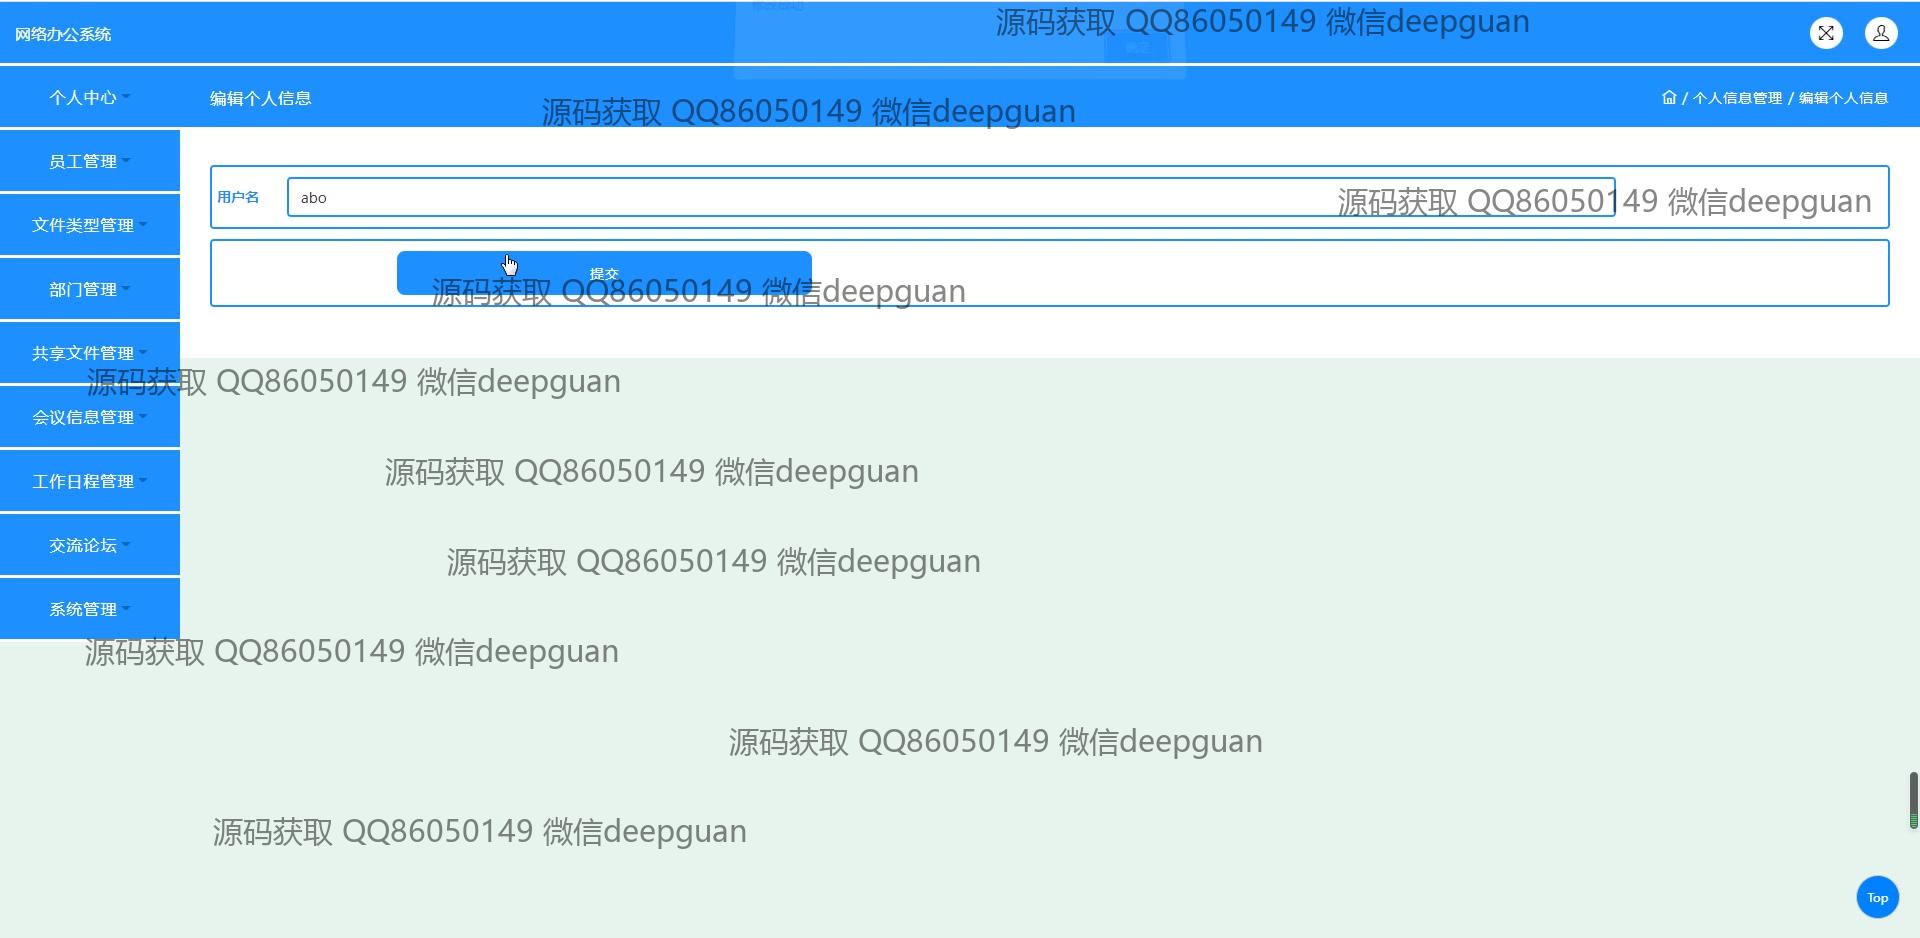 源码获取 QQ86050149 微信deepguan
网络办公系统
个人中心
编辑个人信息
/ 个人信息管理 / 编辑个人信息
源码获取 QQ86050149 微信deepguan
员工管理
用户名
abo
源码获取 QQ86050149 微信deepguan
文件类型管理
提交
部门管理
源码获取 QQ86050149 微信deepguan
共享文件管理
源码获取 QQ86050149 微信deepguan
会议信息管理
源码获取 QQ86050149 微信deepguan
工作日程管理
交流论坛
源码获取 QQ86050149 微信deepguan
系统管理
源码获取 QQ86050149 微信deepguan
源码获取 QQ86050149 微信deepguan
源码获取 QQ86050149 微信deepguan
Top